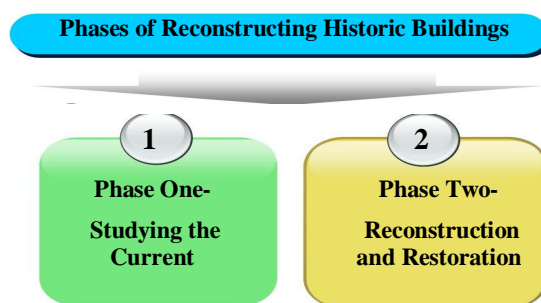 Phases of Reconstructing Historic Buildings
1
Phase One-
Studying the
Current
2
Phase Two-
Reconstruction
and Restoration